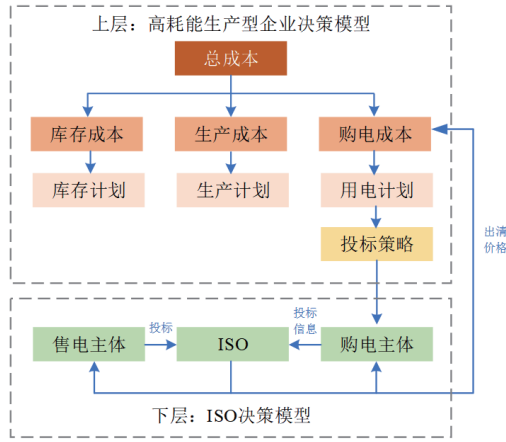 上层：高耗能生产型企业决策模型
总成本
库存成本
生产成本
购电成本
库存计划
生产计划
用电计划
投标策略
出清
价格
售电主体
投标
ISO
投标
信息
购电主体
下层：ISO决策模型